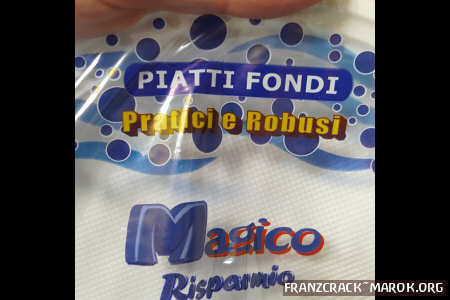 PIATTI FONDI
Pratici e Robusi
Magico
Risparmio
FRANZCRACK~MAROK.ORG